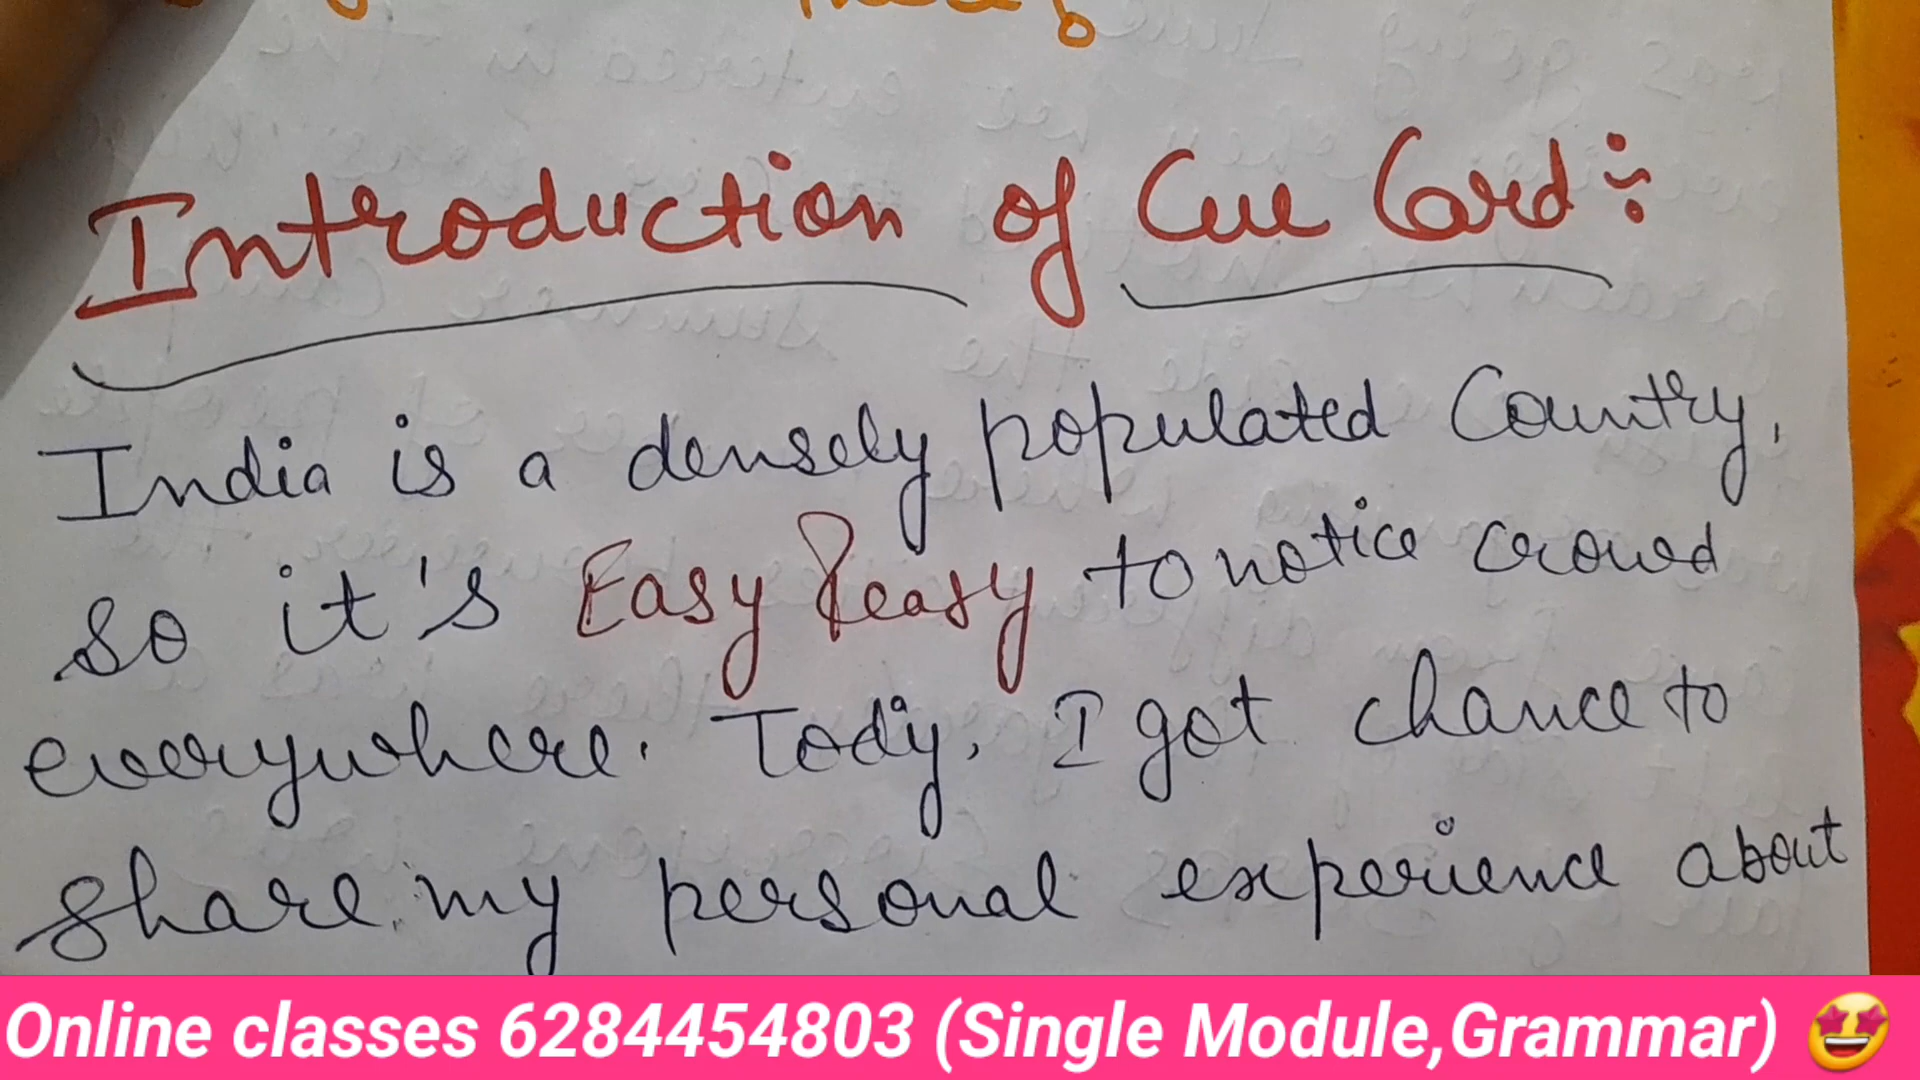 Introduction of Cue Card:-
India is a densely populated Country,
so it's Easy Peasy to notice crowd
everywhere. Tody, I got chance to
share my personal experience about
Online classes 6284454803 (Single Module,Grammar) 🤩